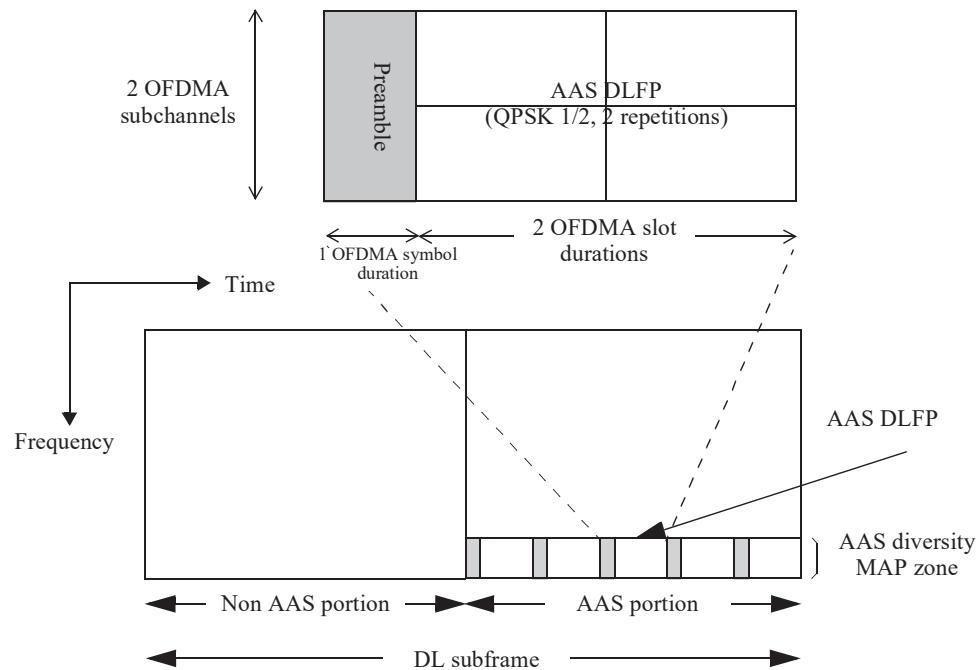 2 OFDMA
subchannels
Preamble
AAS DLFP
(QPSK 1/2, 2 repetitions)
1`OFDMA symbol
duration
2 OFDMA slot
durations
Time
Frequency
AAS DLFP
AAS diversity
MAP zone
Non AAS portion
AAS portion
DL subframe